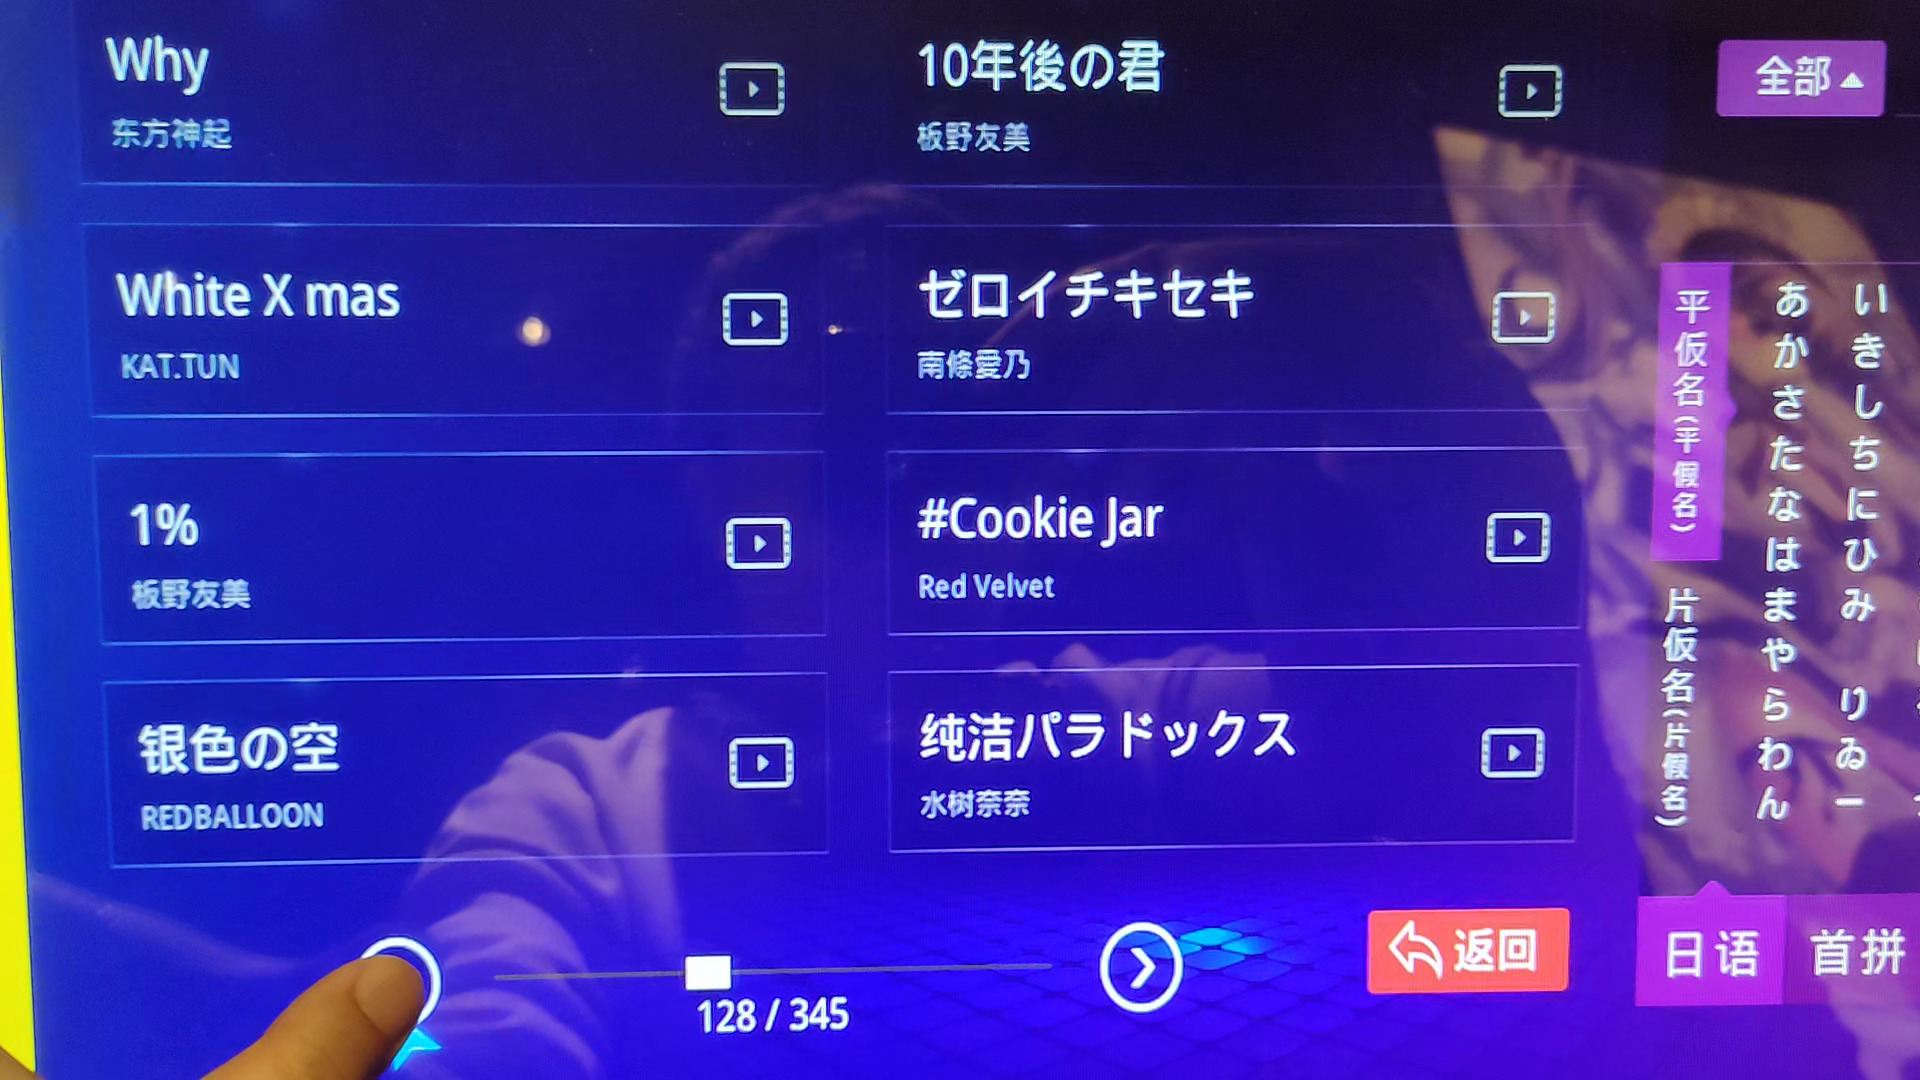 Why
东方神起
10年後の君
板野友美
全部
White X mas
KAT.TUN
ゼロイチキセキ
南條愛乃
1%
板野友美
#Cookie Jar
Red Velvet
银色の空
REDBALLOON
纯洁パラドックス
水树奈奈
平仮名(平假名)
片仮名(片假名)
あかさたなはまやらわん
いきしちにひみ りゐー
128 / 345
返回
日语
首拼